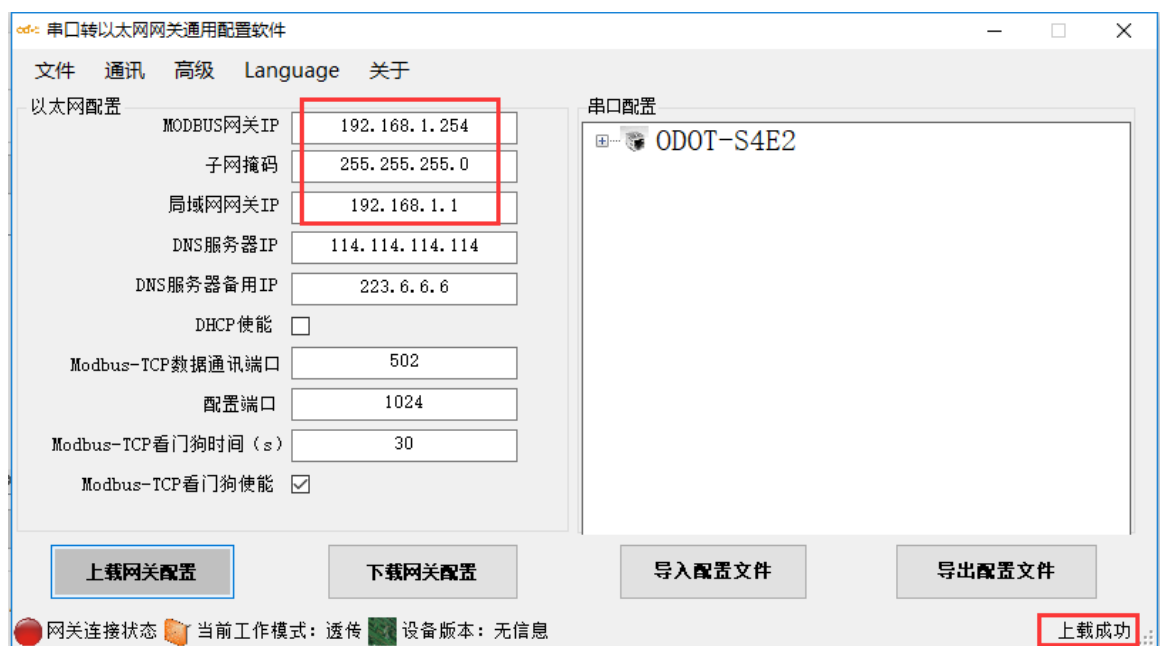 串口转以太网网关通用配置软件
文件 通讯 高级 Language 关于
以太网配置
MODBUS网关IP 192.168.1.254
子网掩码 255.255.255.0
局域网网关IP 192.168.1.1
DNS服务器IP 114.114.114.114
DNS服务器备用IP 223.6.6.6
DHCP使能
Modbus-TCP数据通讯端口 502
配置端口 1024
Modbus-TCP看门狗时间（s） 30
Modbus-TCP看门狗使能
串口配置
ODOT-S4E2
上载网关配置 下载网关配置 导入配置文件 导出配置文件
网关连接状态 当前工作模式：透传 设备版本：无信息 上载成功